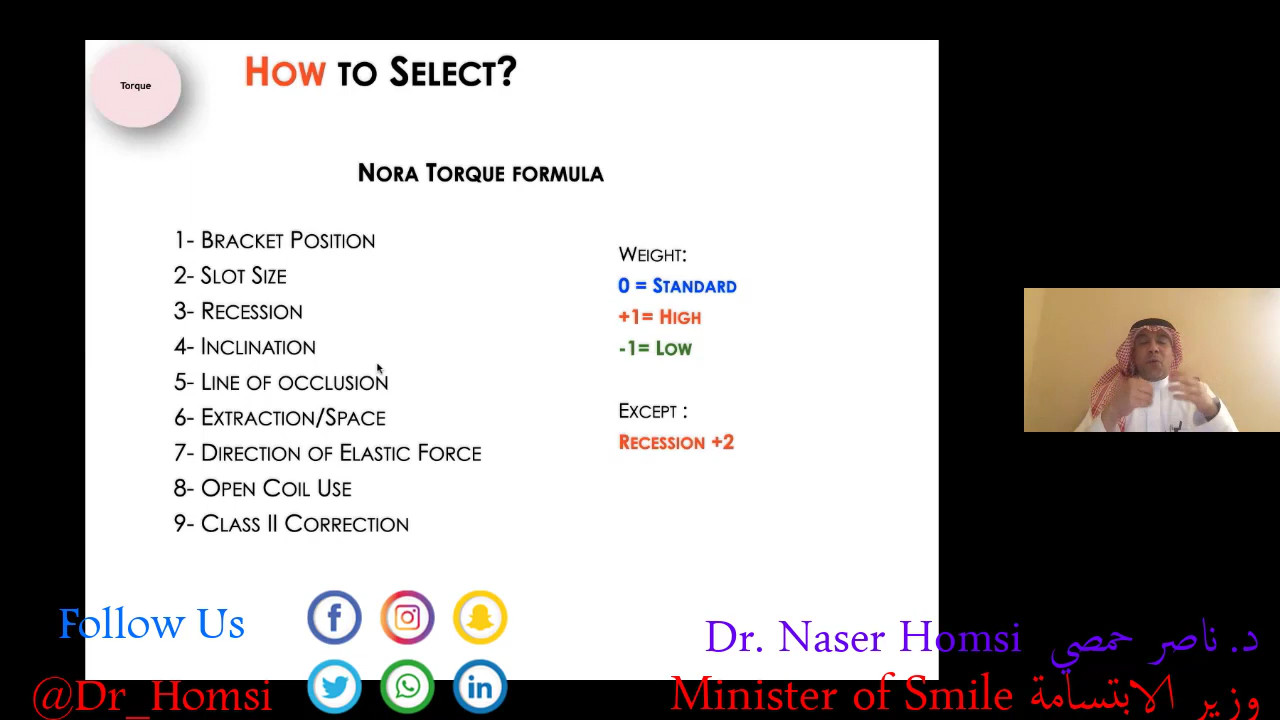 Torque
How to Select?
Nora Torque formula
1- Bracket Position
2- Slot Size
3- Recession
4- Inclination
5- Line of occlusion
6- Extraction/Space
7- Direction of Elastic Force
8- Open Coil Use
9- Class II Correction
Weight:
0 = Standard
+1= High
-1= Low
Except :
Recession +2
Follow Us
@Dr_Homsi
Dr. Naser Homsi د. ناصر حمصي
Minister of Smile وزير الابتسامة